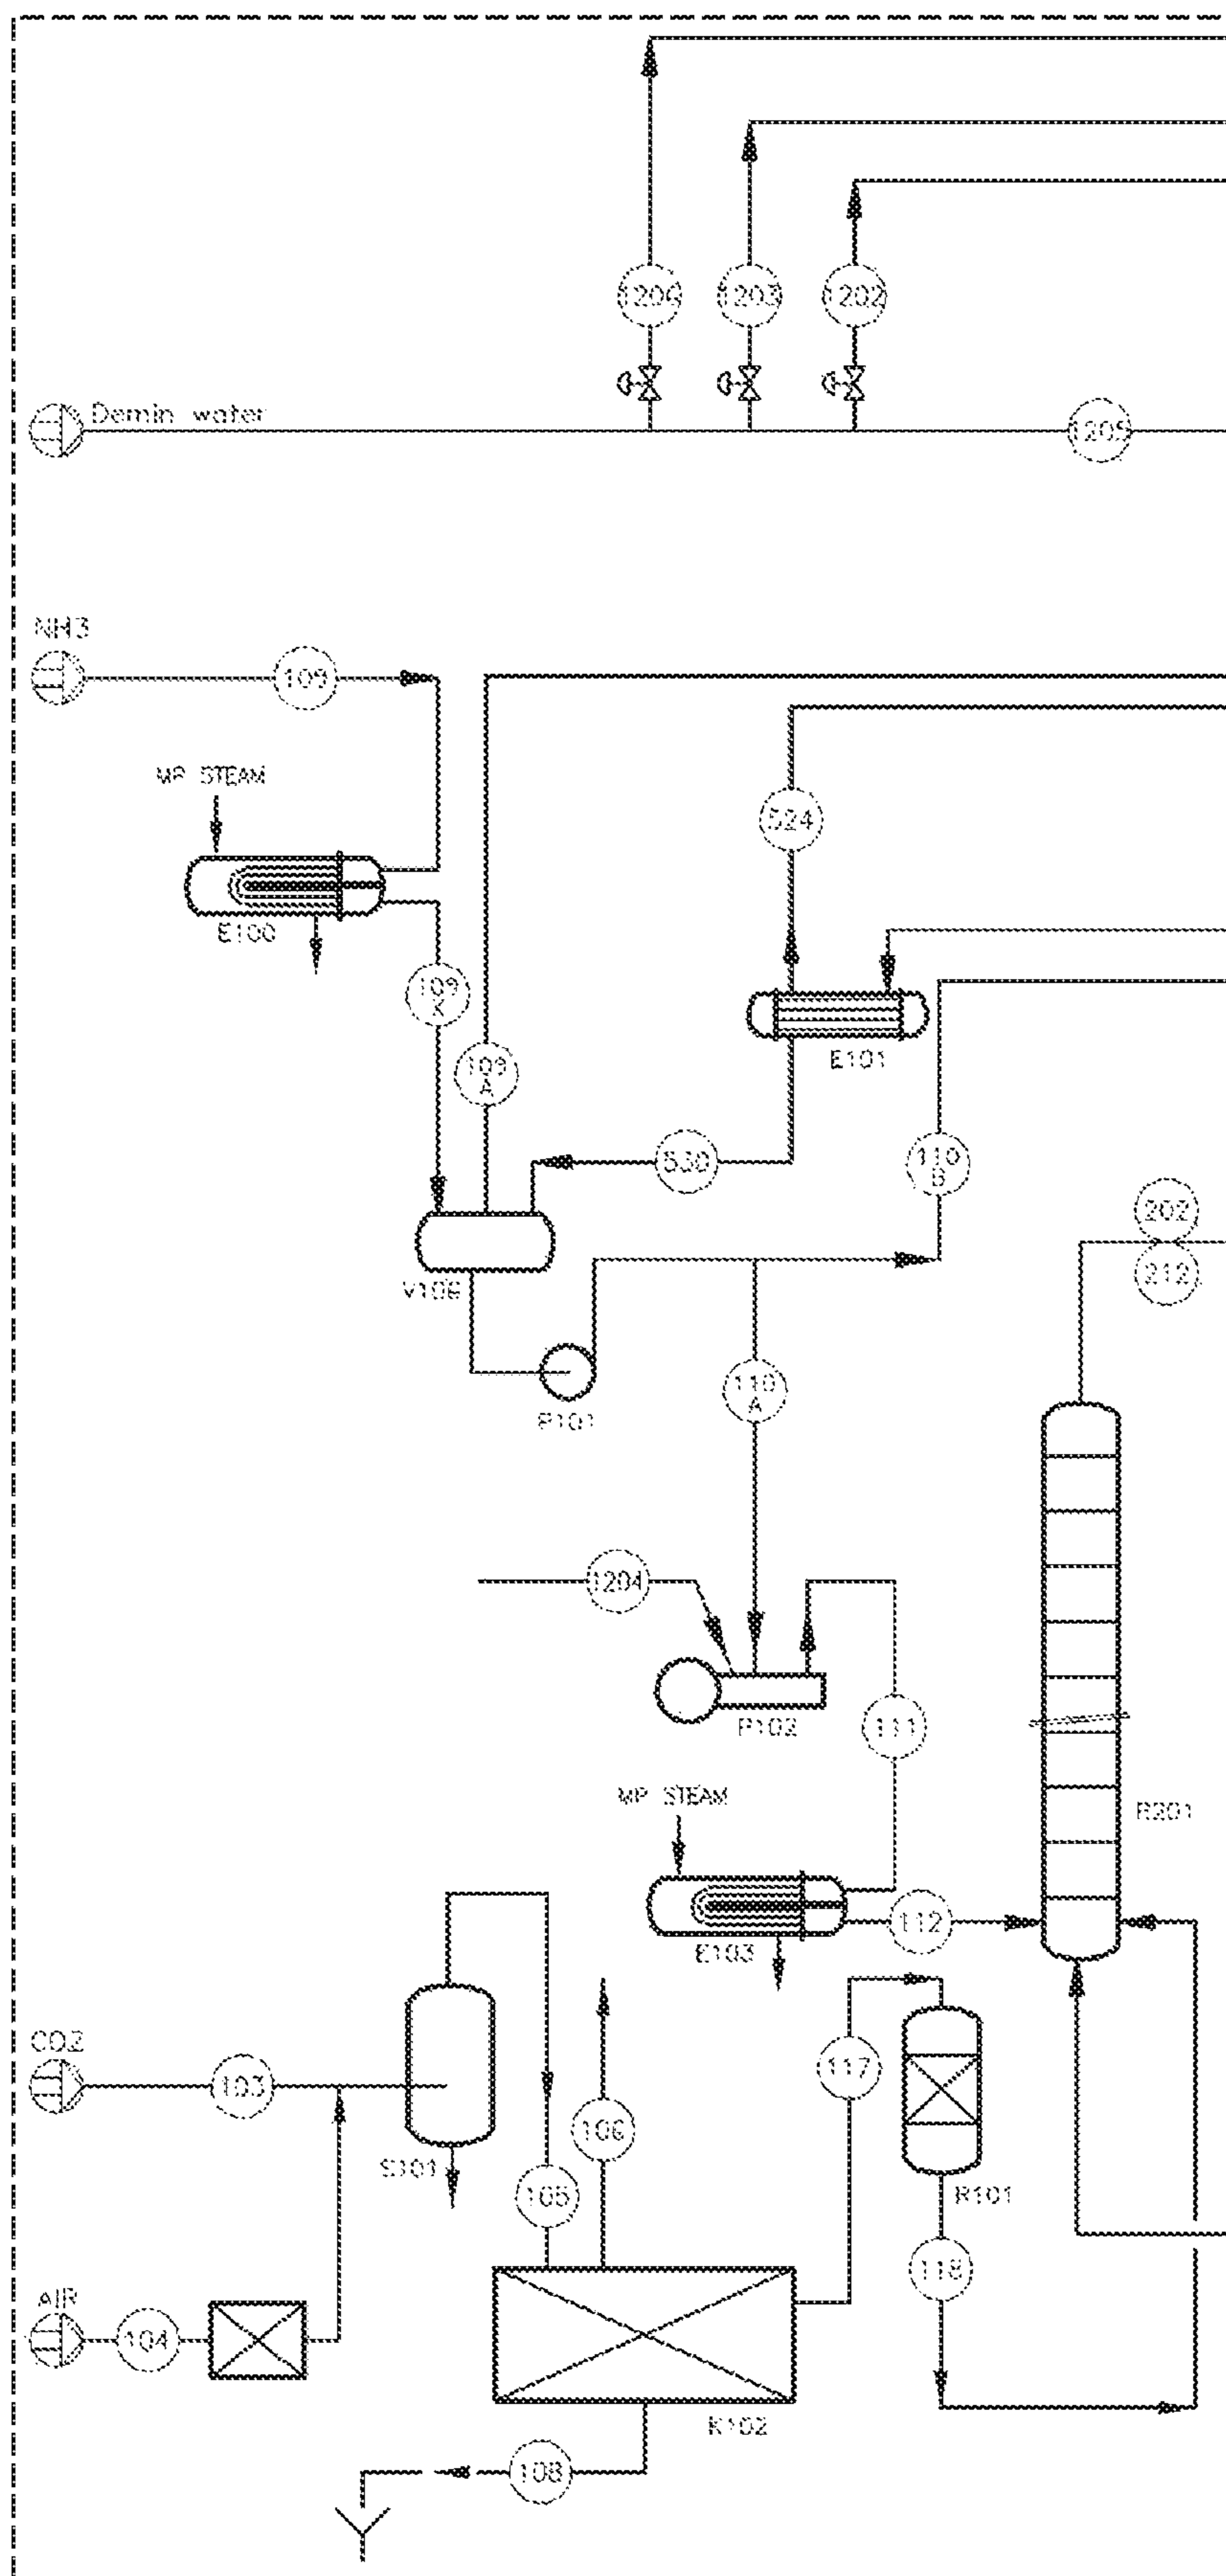 1203
1202
Demin water
1205
NH3
109
MP STEAM
524
E100
109
X
E101
109
A
530
110
B
202
212
P101
110
A
1204
P102
111
MP STEAM
R201
112
E103
CO2
103
117
106
S101
105
R101
118
AIR
104
K102
108